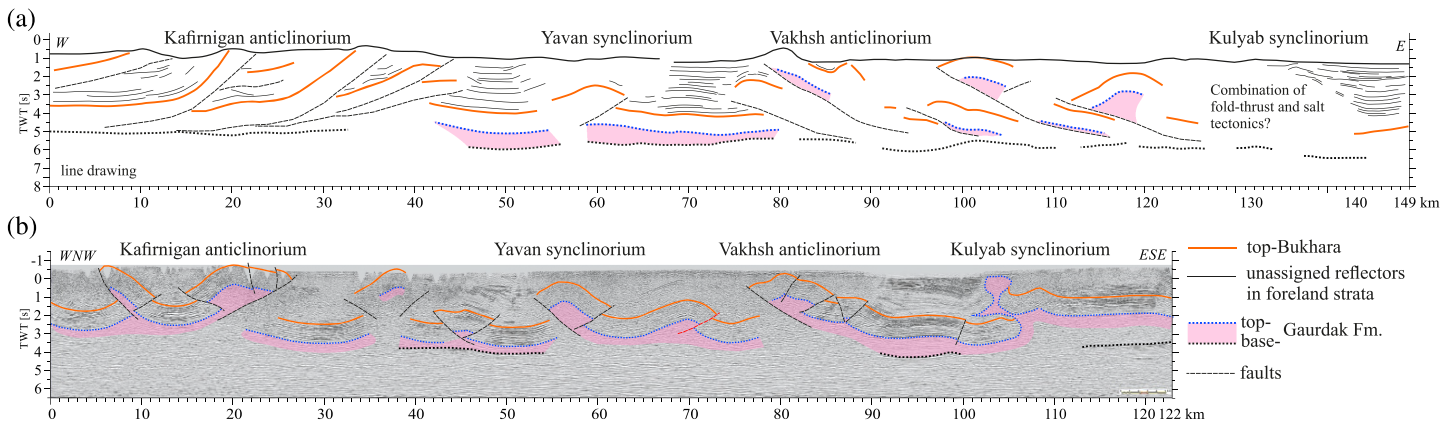 (a)
W
Kafirnigan anticlinorium
Yavan synclinorium
Vakhsh anticlinorium
Kulyab synclinorium
E
TWT [s]
0
1
2
3
4
5
6
7
8
Combination of
fold-thrust and salt
tectonics?
line drawing
0 10 20 30 40 50 60 70 80 90 100 110 120 130 140 149 km
(b)
WNW
Kafirnigan anticlinorium
Yavan synclinorium
Vakhsh anticlinorium
Kulyab synclinorium
ESE
TWT [s]
-1
0
1
2
3
4
5
6
0 10 20 30 40 50 60 70 80 90 100 110 120 122 km
top-Bukhara
unassigned reflectors
in foreland strata
top-
base-
Gaurdak Fm.
faults